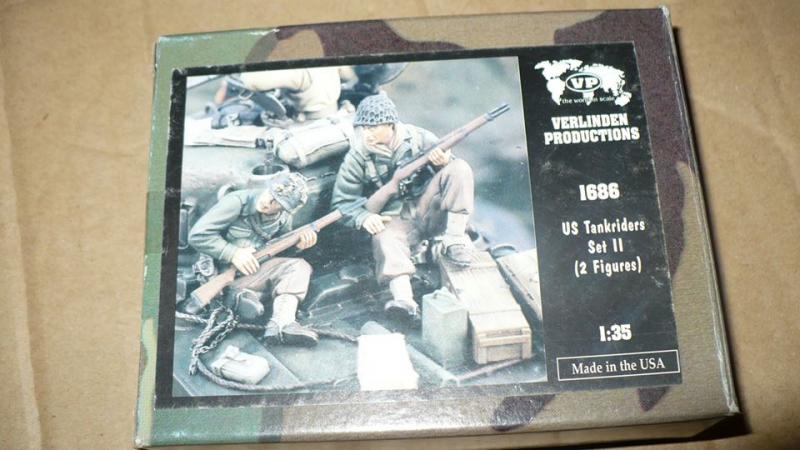 VP
the world in scale
VERLINDEN
PRODUCTIONS
1686
US Tankriders
Set II
(2 Figures)
1:35
Made in the USA